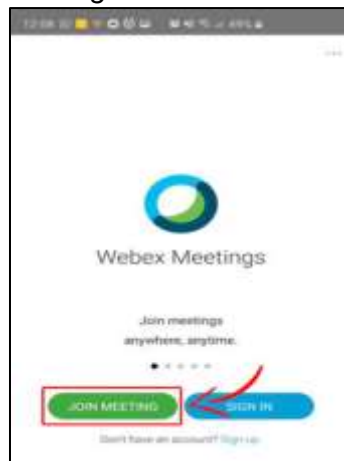 Webex Meetings
Join meetings
anywhere, anytime.
JOIN MEETING
SIGN IN
Don't have an account? Sign up